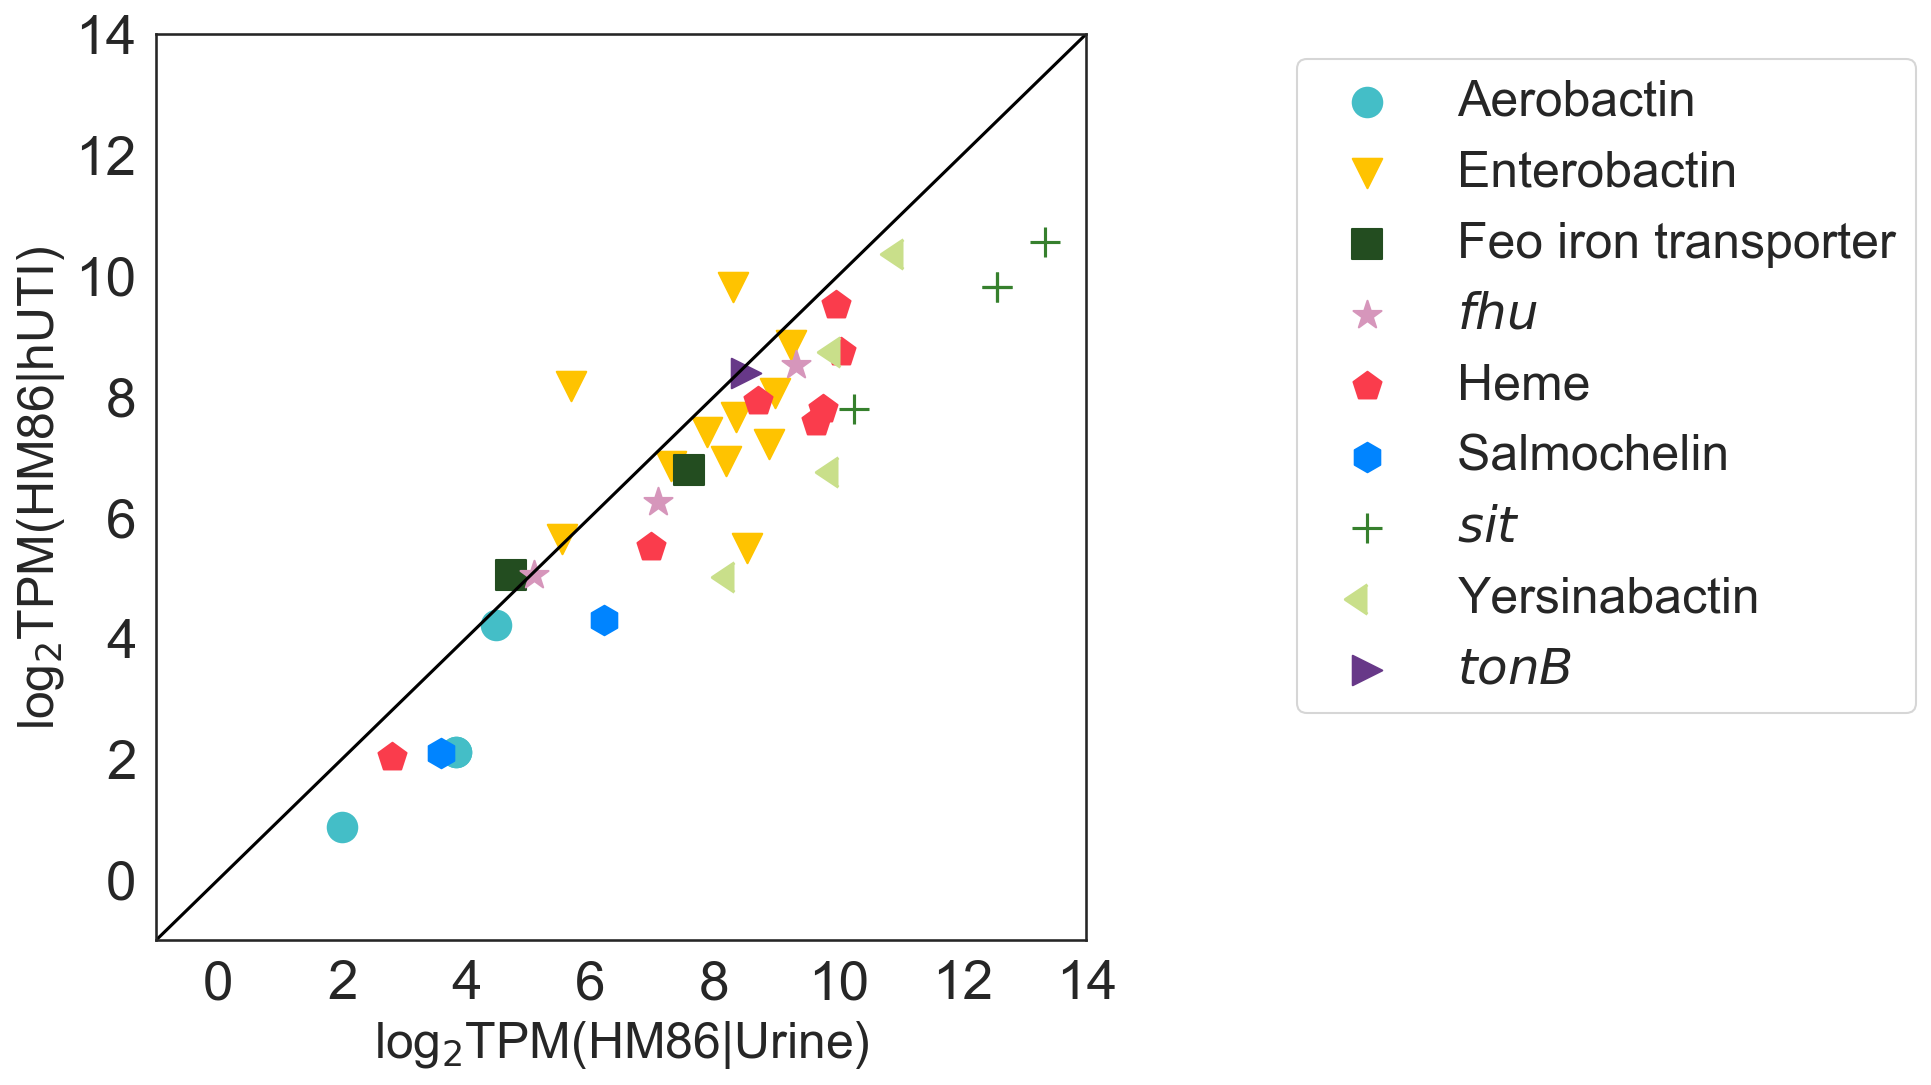 14
12
10
8
6
4
2
0
log₂TPM(HM86|hUTI)
0 2 4 6 8 10 12 14
log₂TPM(HM86|Urine)
Aerobactin
Enterobactin
Feo iron transporter
fhu
Heme
Salmochelin
sit
Yersinabactin
tonB